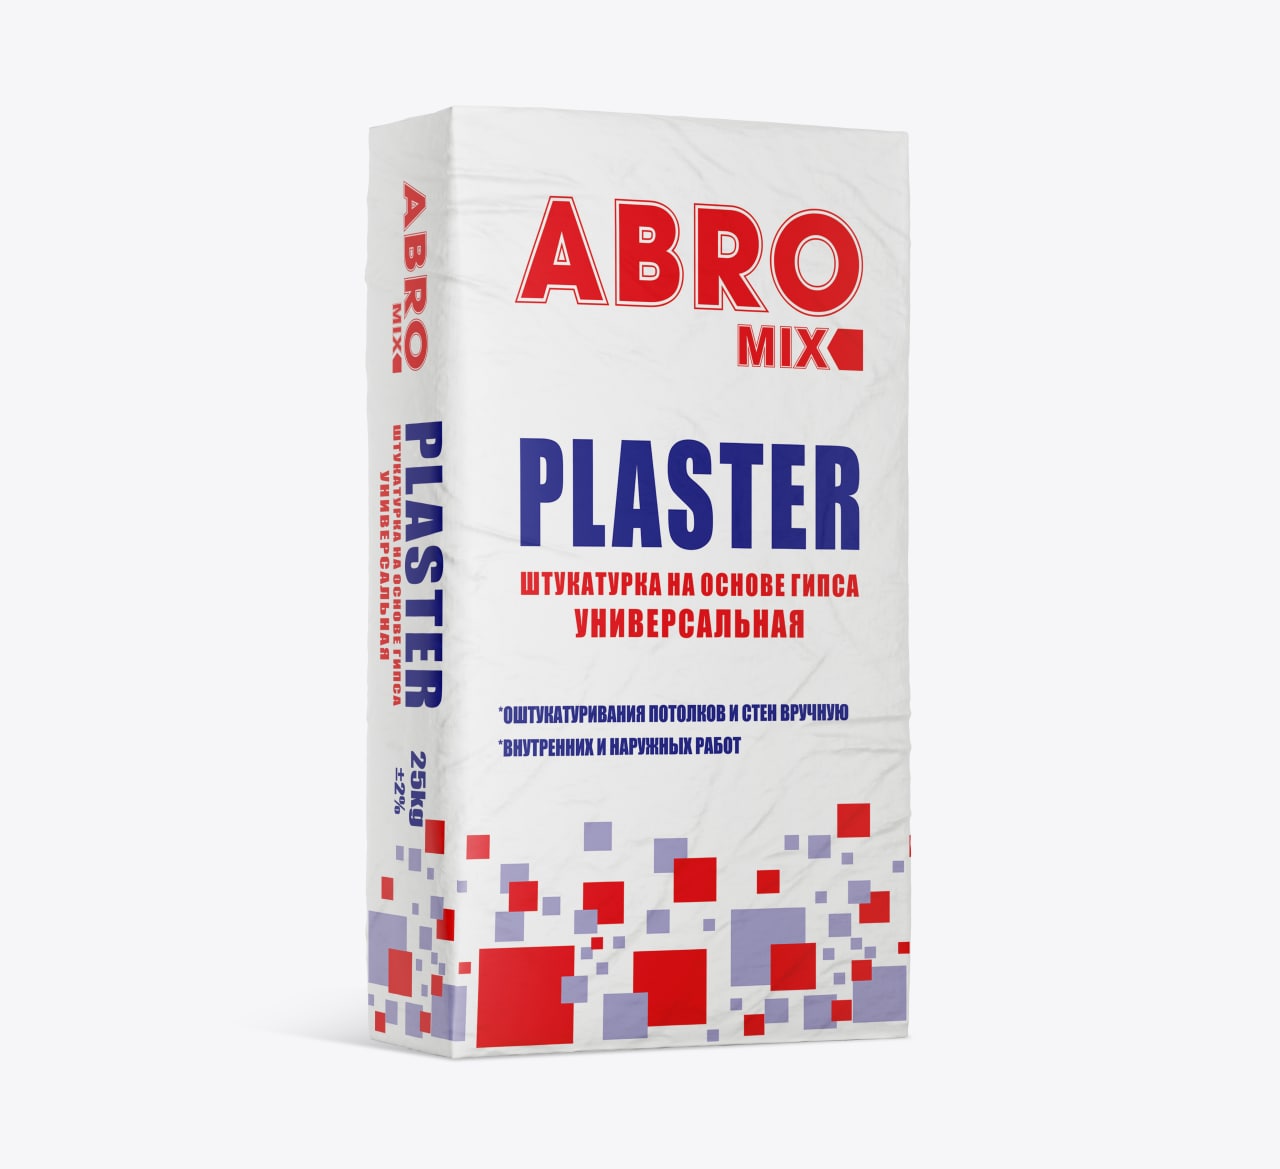 ABRO
MIX
PLASTER
ШТУКАТУРКА НА ОСНОВЕ ГИПСА
УНИВЕРСАЛЬНАЯ
*ОШТУКАТУРИВАНИЯ ПОТОЛКОВ И СТЕН ВРУЧНУЮ
*ВНУТРЕННИХ И НАРУЖНЫХ РАБОТ
ABRO
MIX
PLASTER
ШТУКАТУРКА НА ОСНОВЕ ГИПСА
УНИВЕРСАЛЬНАЯ
25kg
±2%